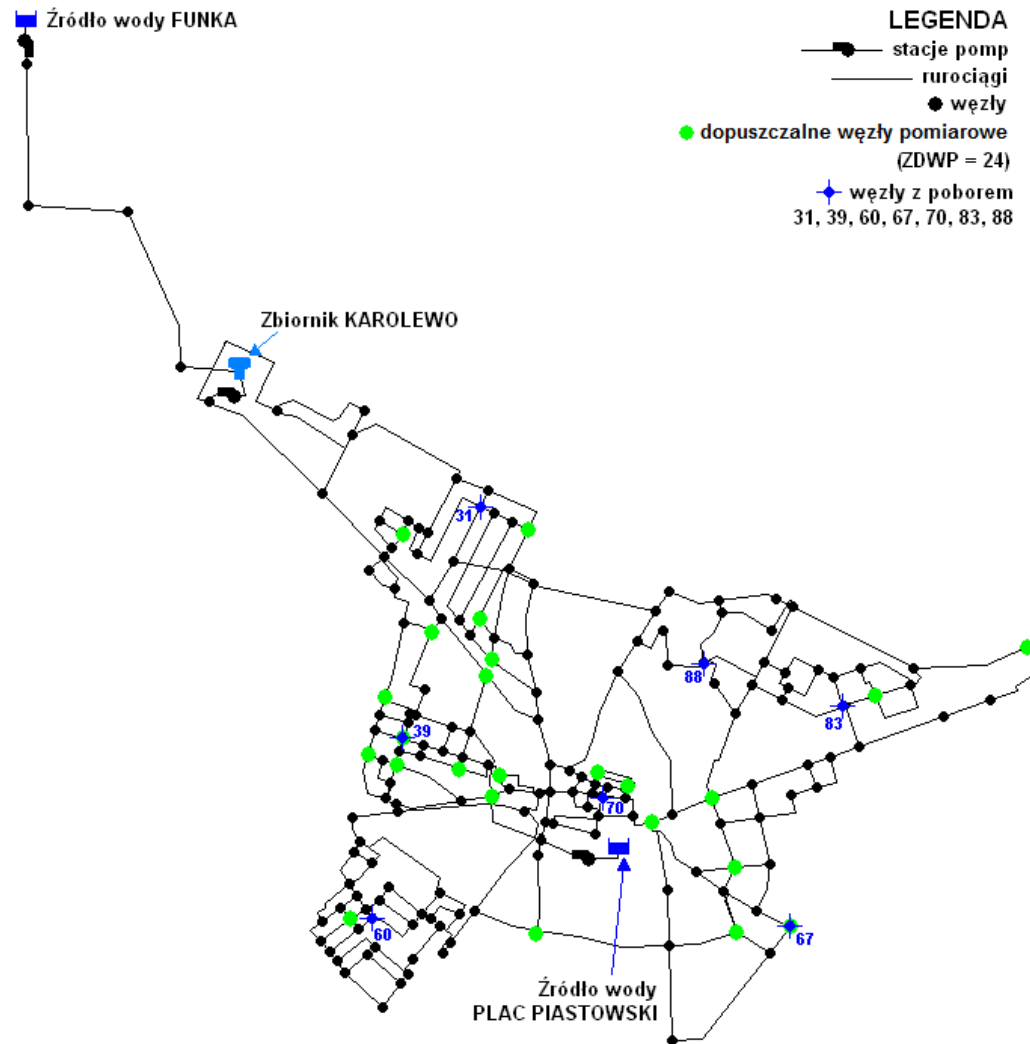 Źródło wody FUNKA
LEGENDA
stacje pomp
rurociągi
węzły
dopuszczalne węzły pomiarowe
(ZDWP = 24)
węzły z poborem
31, 39, 60, 67, 70, 83, 88
Zbiornik KAROLEWO
31
88
83
39
70
60
67
Źródło wody
PLAC PIASTOWSKI